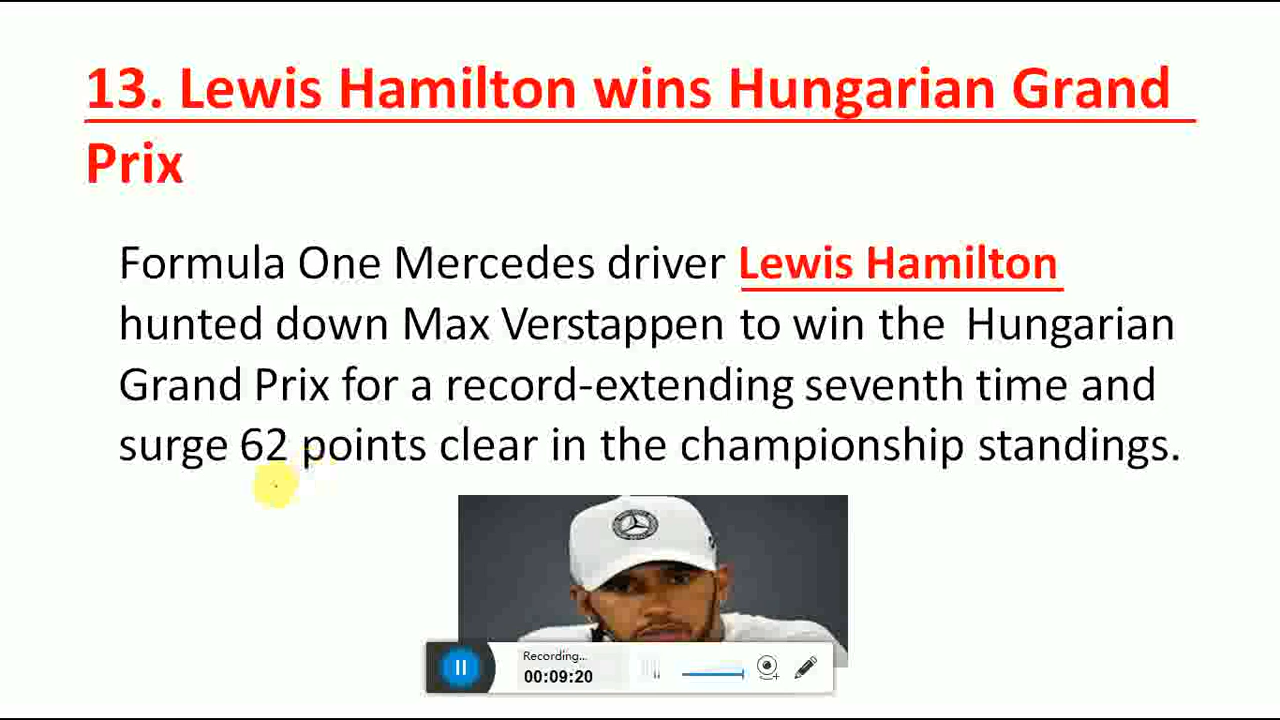 13. Lewis Hamilton wins Hungarian Grand
Prix
Formula One Mercedes driver Lewis Hamilton
hunted down Max Verstappen to win the Hungarian
Grand Prix for a record-extending seventh time and
surge 62 points clear in the championship standings.
Recording...
00:09:20